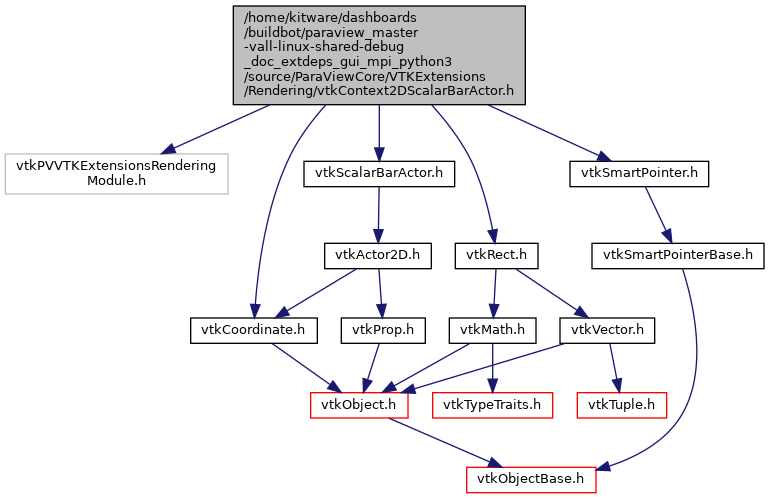 /home/kitware/dashboards
/buildbot/paraview_master
-vall-linux-shared-debug
_doc_extdeps_gui_mpi_python3
/source/ParaViewCore/VTKExtensions
/Rendering/vtkContext2DScalarBarActor.h
vtkPVVTKExtensionsRendering
Module.h
vtkScalarBarActor.h
vtkSmartPointer.h
vtkActor2D.h
vtkRect.h
vtkSmartPointerBase.h
vtkCoordinate.h
vtkProp.h
vtkMath.h
vtkVector.h
vtkObject.h
vtkTypeTraits.h
vtkTuple.h
vtkObjectBase.h